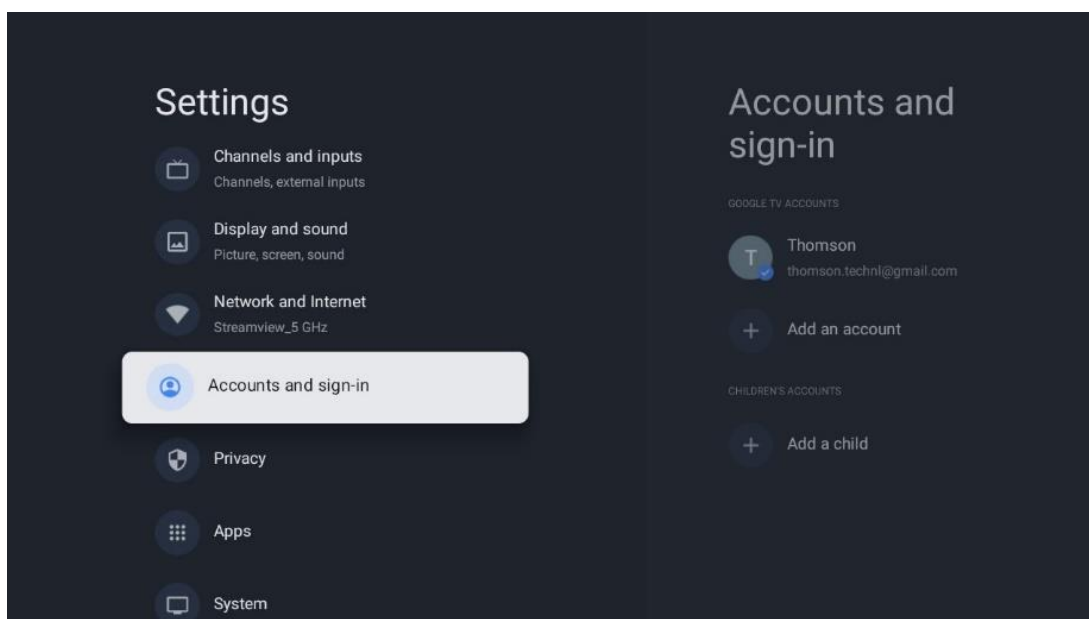 Settings
Channels and inputs
Channels, external inputs
Display and sound
Picture, screen, sound
Network and Internet
Streamview_5 GHz
Accounts and sign-in
Privacy
Apps
System
Accounts and
sign-in
GOOGLE TV ACCOUNTS
T
Thomson
thomson.technl@gmail.com
Add an account
CHILDREN'S ACCOUNTS
Add a child